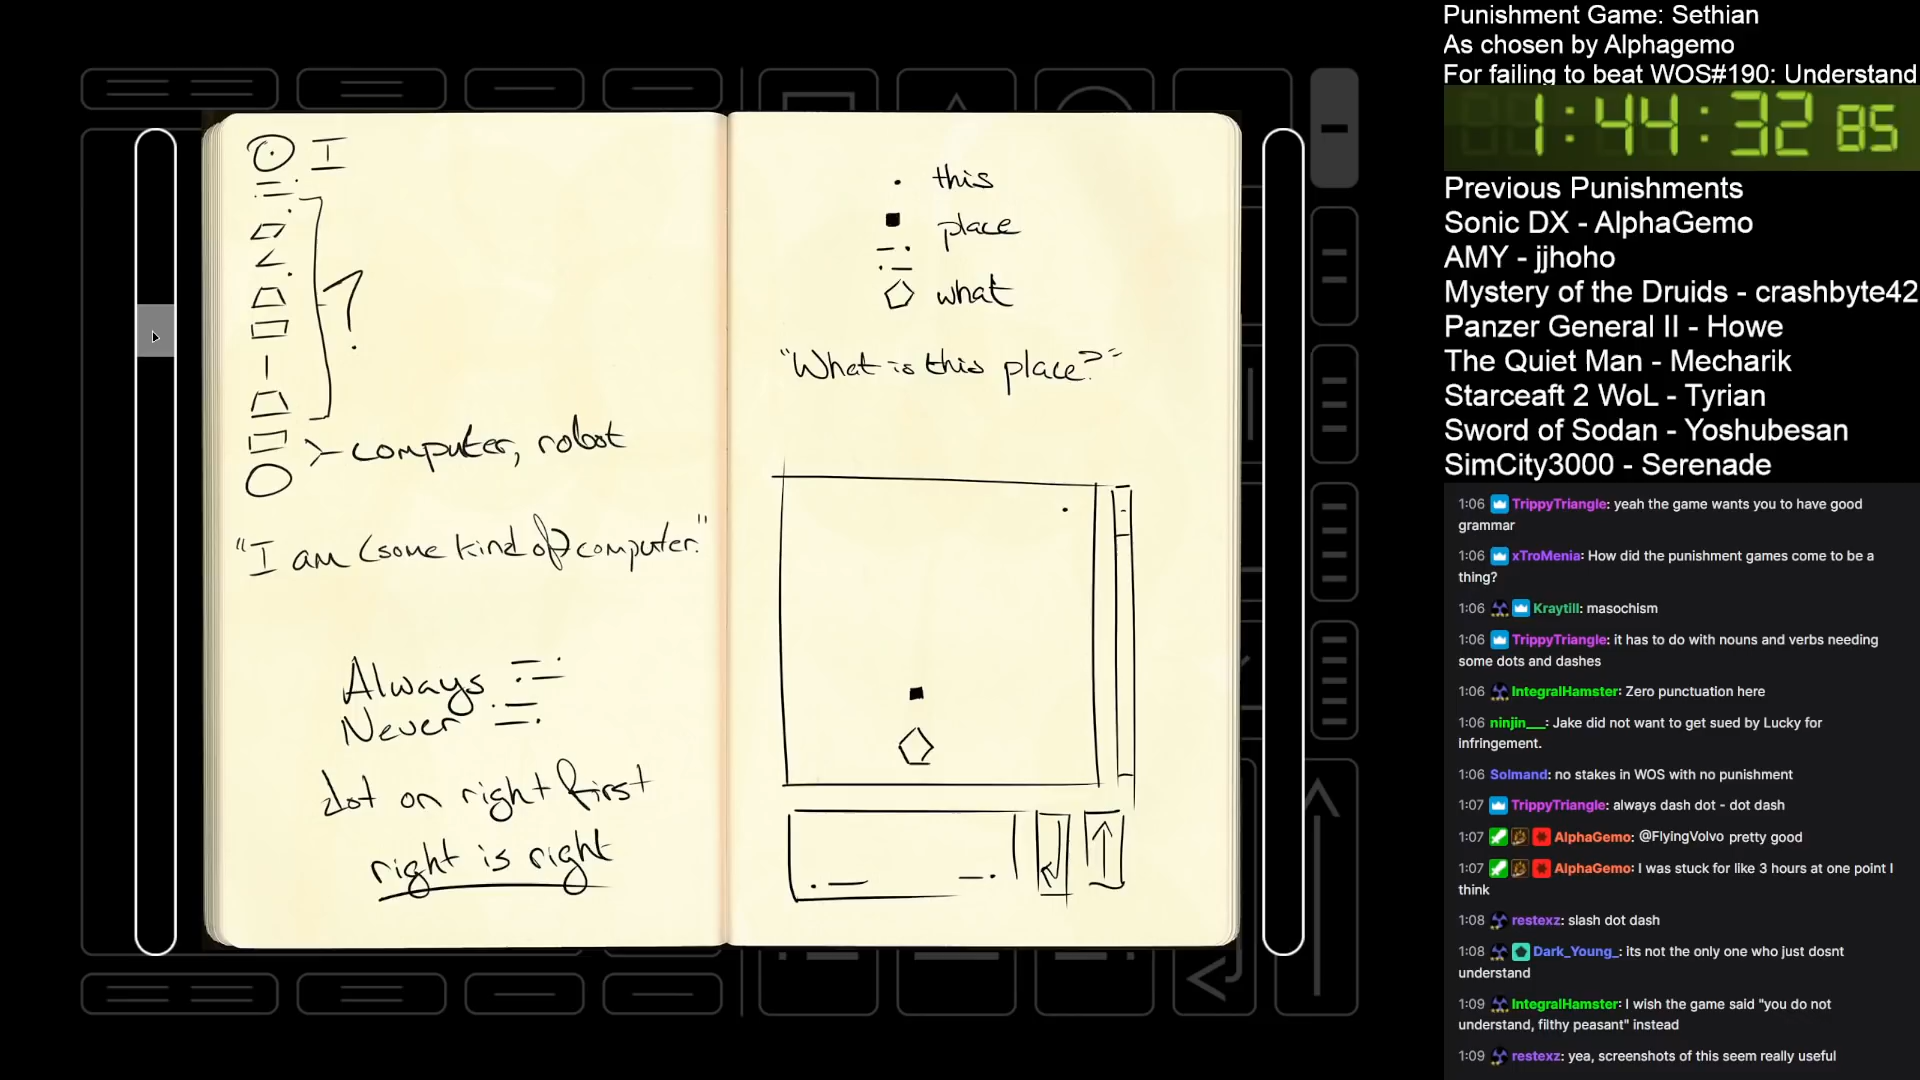 I
?
computer, robot
"I am (some kind of) computer."
Always
Never
dot on right first
right is right
this
place
what
"What is this place?"
Punishment Game: Sethian
As chosen by Alphagemo
For failing to beat WOS#190: Understand
1:44:32 85
Previous Punishments
Sonic DX - AlphaGemo
AMY - jjhoho
Mystery of the Druids - crashbyte42
Panzer General II - Howe
The Quiet Man - Mecharik
Starceaft 2 WoL - Tyrian
Sword of Sodan - Yoshubesan
SimCity3000 - Serenade
1:06 TrippyTriangle: yeah the game wants you to have good
grammar
1:06 xTroMenia: How did the punishment games come to be a
thing?
1:06 Kraytill: masochism
1:06 TrippyTriangle: it has to do with nouns and verbs needing
some dots and dashes
1:06 IntegralHamster: Zero punctuation here
1:06 ninjin___: Jake did not want to get sued by Lucky for
infringement.
1:06 Solmand: no stakes in WOS with no punishment
1:07 TrippyTriangle: always dash dot - dot dash
1:07 AlphaGemo: @FlyingVolvo pretty good
1:07 AlphaGemo: I was stuck for like 3 hours at one point I
think
1:08 restexz: slash dot dash
1:08 Dark_Young_: its not the only one who just dosnt
understand
1:09 IntegralHamster: I wish the game said "you do not
understand, filthy peasant" instead
1:09 restexz: yea, screenshots of this seem really useful